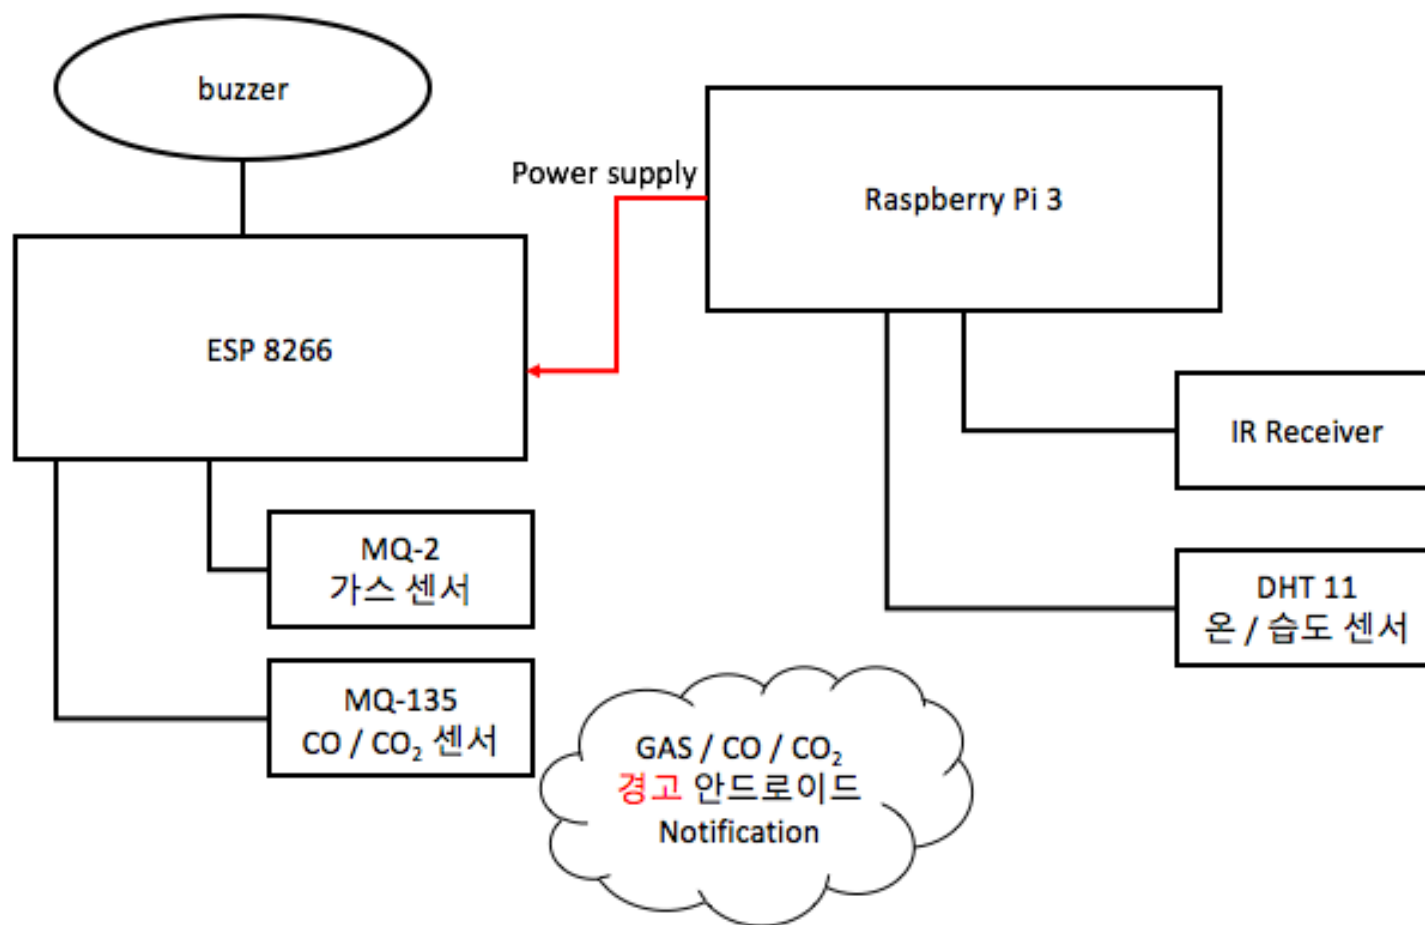 buzzer
Power supply
Raspberry Pi 3
ESP 8266
IR Receiver
MQ-2
가스 센서
DHT 11
온 / 습도 센서
MQ-135
CO / CO₂ 센서
GAS / CO / CO₂
경고 안드로이드
Notification